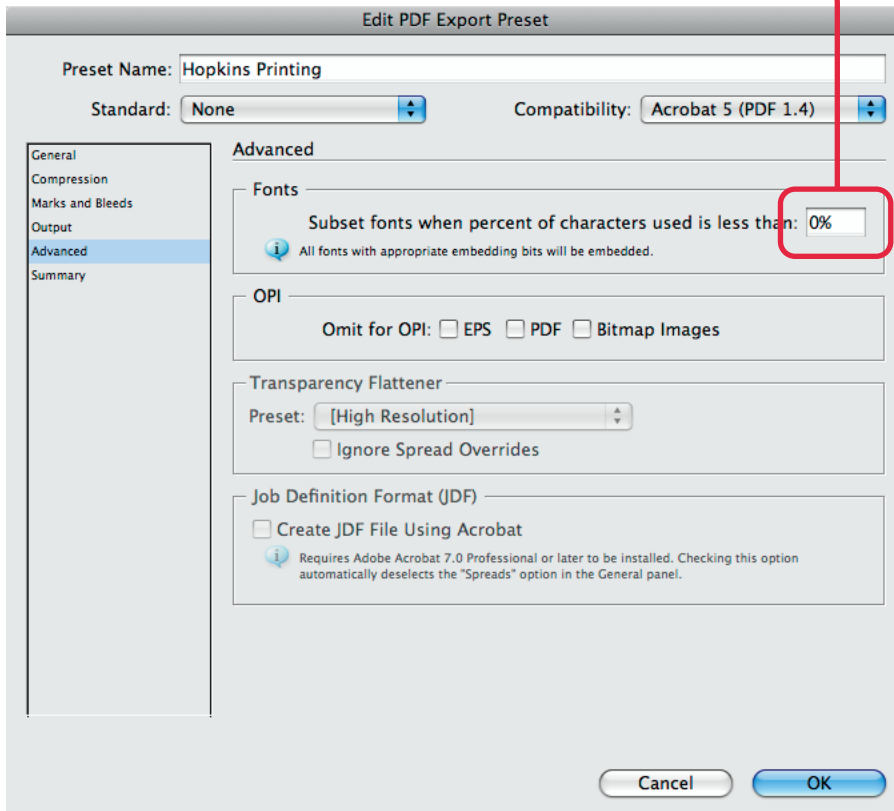 Edit PDF Export Preset
Preset Name: Hopkins Printing
Standard: None Compatibility: Acrobat 5 (PDF 1.4)
General
Compression
Marks and Bleeds
Output
Advanced
Summary
Advanced
Fonts
Subset fonts when percent of characters used is less than: 0%
All fonts with appropriate embedding bits will be embedded.
OPI
Omit for OPI: EPS PDF Bitmap Images
Transparency Flattener
Preset: [High Resolution]
Ignore Spread Overrides
Job Definition Format (JDF)
Create JDF File Using Acrobat
Requires Adobe Acrobat 7.0 Professional or later to be installed. Checking this option
automatically deselects the "Spreads" option in the General panel.
Cancel OK